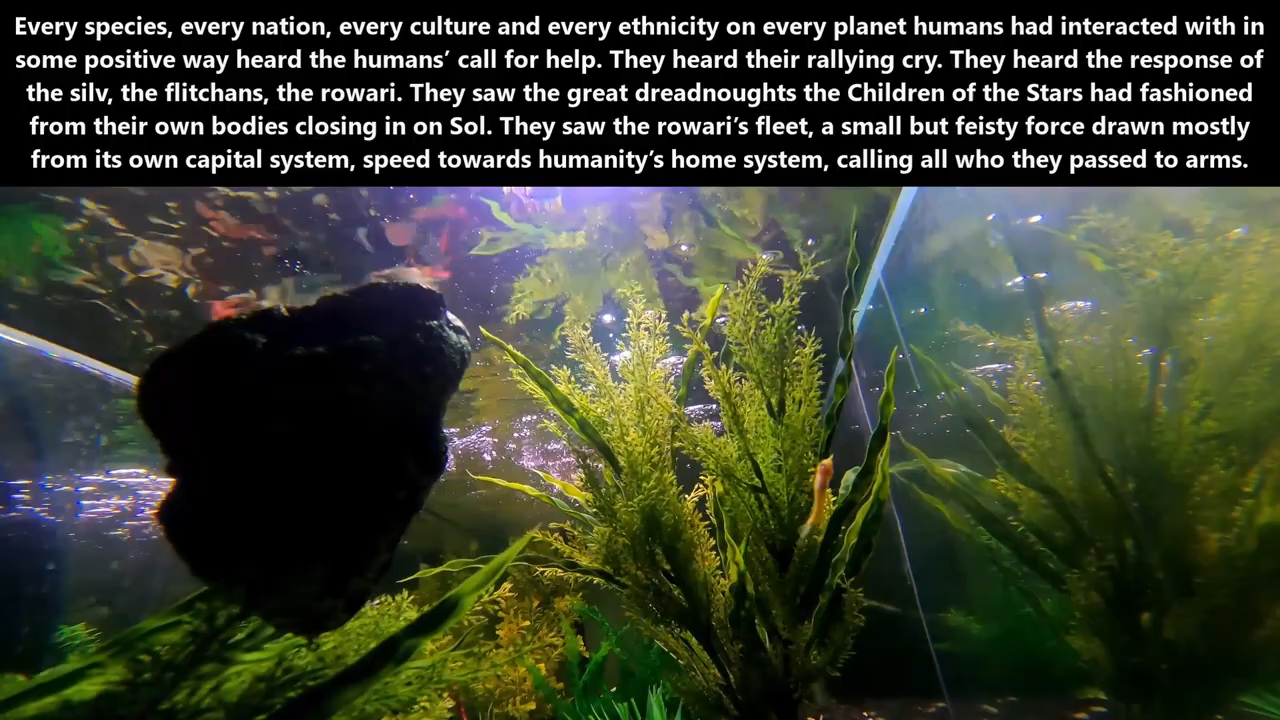 Every species, every nation, every culture and every ethnicity on every planet humans had interacted with in
some positive way heard the humans’ call for help. They heard their rallying cry. They heard the response of
the silv, the flitchans, the rowari. They saw the great dreadnoughts the Children of the Stars had fashioned
from their own bodies closing in on Sol. They saw the rowari’s fleet, a small but feisty force drawn mostly
from its own capital system, speed towards humanity’s home system, calling all who they passed to arms.